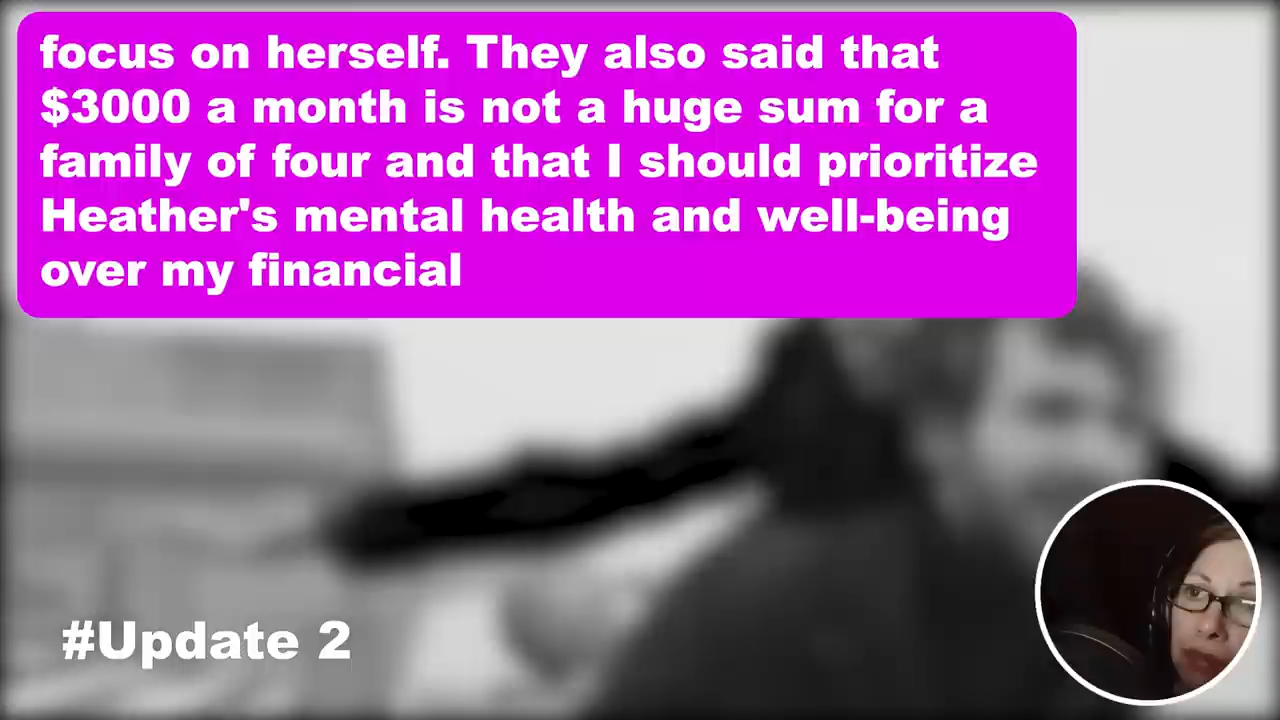 focus on herself. They also said that
$3000 a month is not a huge sum for a
family of four and that I should prioritize
Heather's mental health and well-being
over my financial
#Update 2